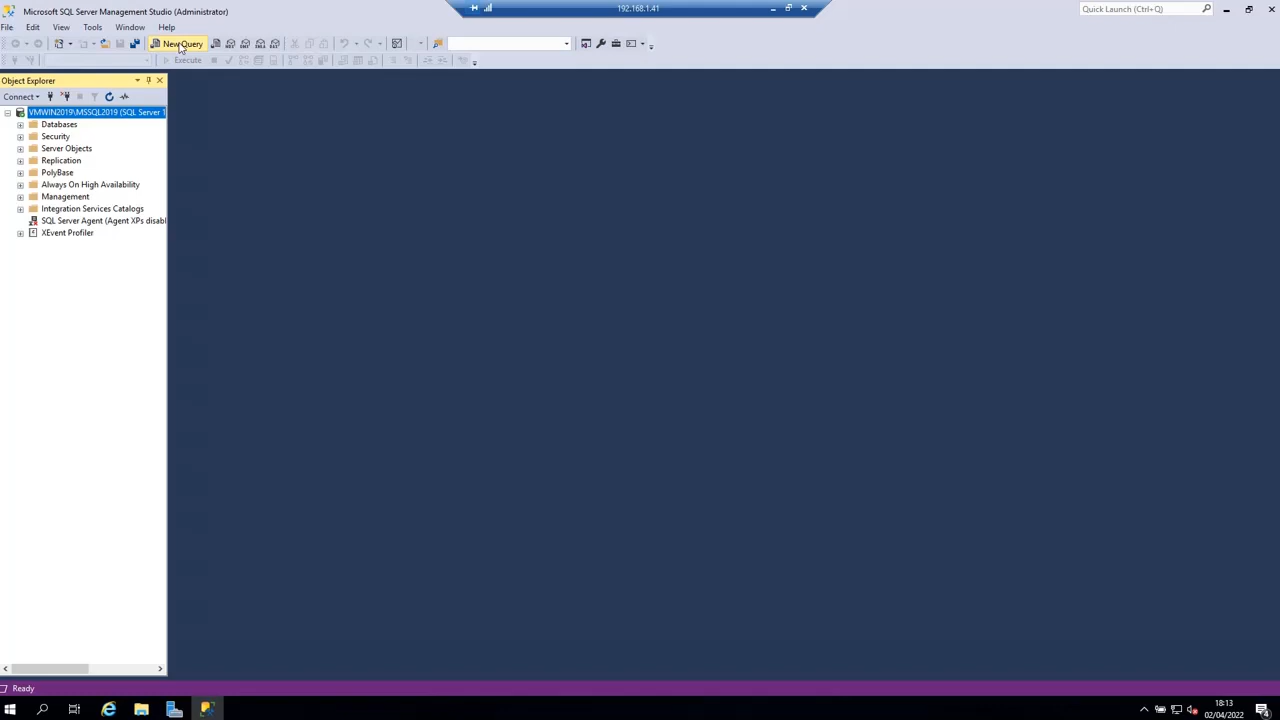 Microsoft SQL Server Management Studio (Administrator)
192.168.1.41
Quick Launch (Ctrl+Q)
File Edit View Tools Window Help
New Query
Execute
Object Explorer
Connect
VMWIN2019\MSSQL2019 (SQL Server 1
Databases
Security
Server Objects
Replication
PolyBase
Always On High Availability
Management
Integration Services Catalogs
SQL Server Agent (Agent XPs disabl
XEvent Profiler
Ready
18:13
02/04/2022